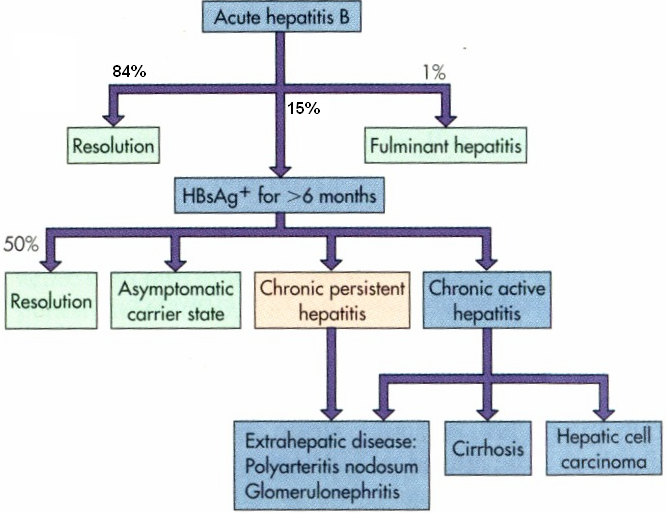 Acute hepatitis B
84%
1%
15%
Resolution
Fulminant hepatitis
HBsAg+ for >6 months
50%
Resolution
Asymptomatic
carrier state
Chronic persistent
hepatitis
Chronic active
hepatitis
Extrahepatic disease:
Polyarteritis nodosum
Glomerulonephritis
Cirrhosis
Hepatic cell
carcinoma